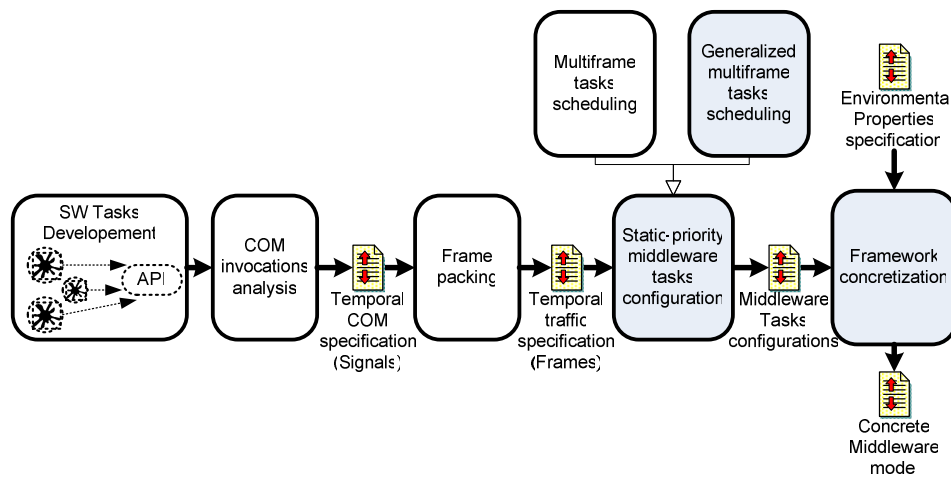 Multiframe
tasks
scheduling
Generalized
multiframe
tasks
scheduling
Environmenta
Properties
specification
SW Tasks
Developement
API
COM
invocations
analysis
Temporal
COM
specification
(Signals)
Frame
packing
Temporal
traffic
specification
(Frames)
Static-priority
middleware
tasks
configuration
Middleware
Tasks
configurations
Framework
concretization
Concrete
Middleware
mode